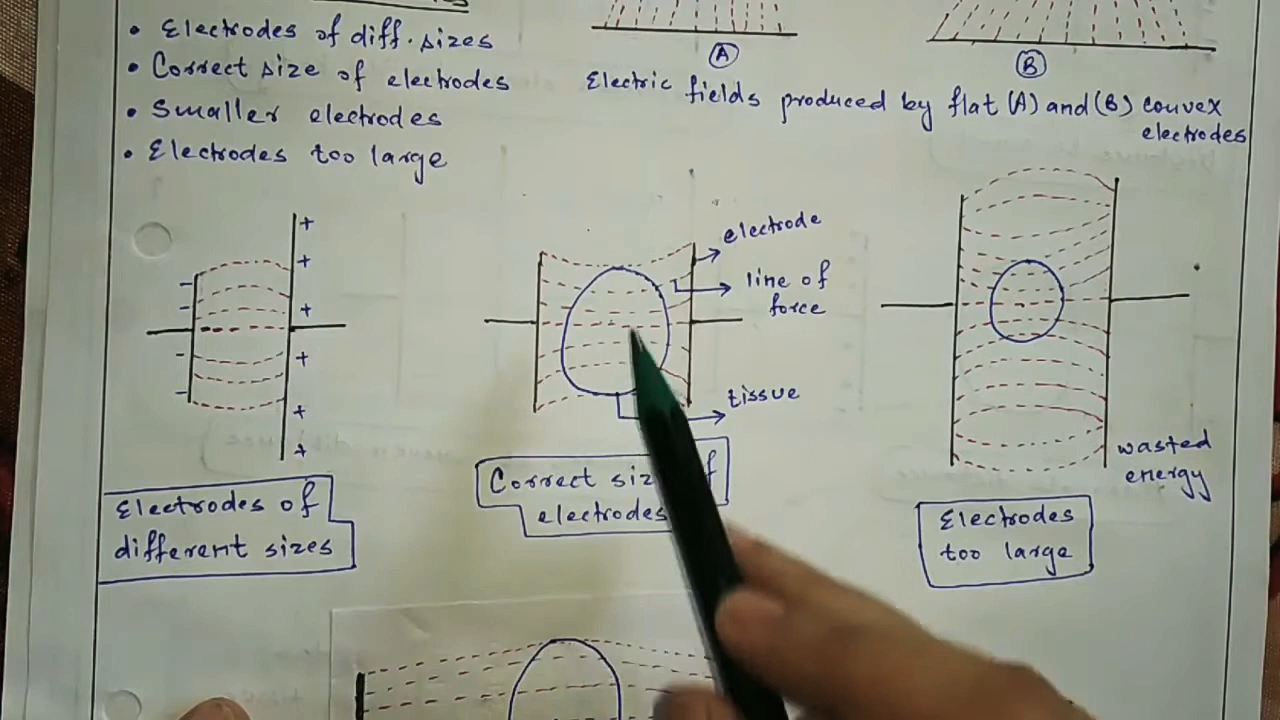 • Electrodes of diff. sizes
• Correct size of electrodes
• Smaller electrodes
• Electrodes too large
A
B
Electric fields produced by flat (A) and (B) convex
electrodes
electrode
line of
force
tissue
- + + + + + +
Electrodes of
different sizes
Correct size
electrodes
wasted
energy
Electrodes
too large